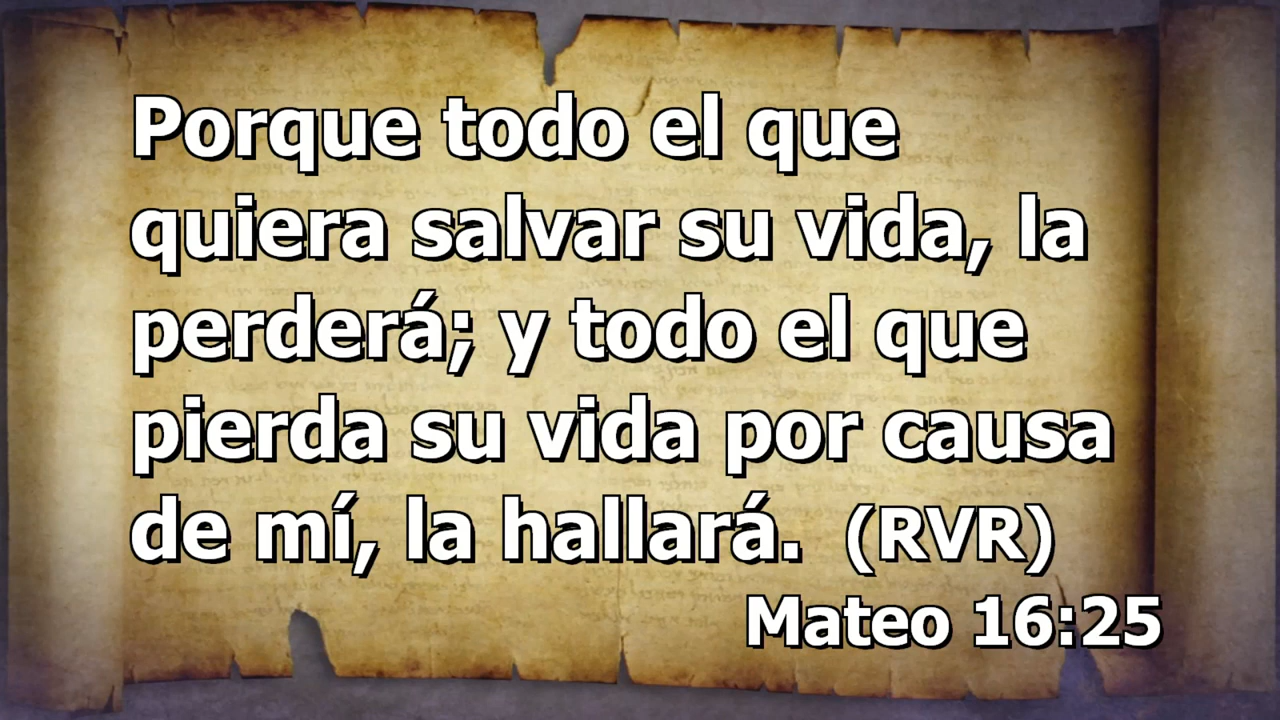 Porque todo el que
quiera salvar su vida, la
perderá; y todo el que
pierda su vida por causa
de mí, la hallará. (RVR)
Mateo 16:25